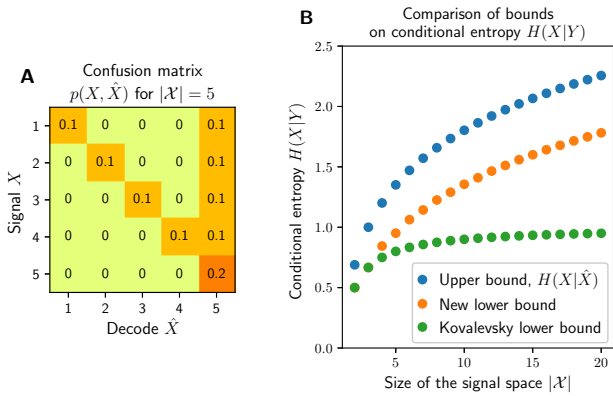 A
Confusion matrix
p(X, X̂) for |𝒳| = 5
Signal X
1 0.1 0 0 0 0.1
2 0 0.1 0 0 0.1
3 0 0 0.1 0 0.1
4 0 0 0 0.1 0.1
5 0 0 0 0 0.2
1 2 3 4 5
Decode X̂
B
Comparison of bounds
on conditional entropy H(X|Y)
Conditional entropy H(X|Y)
2.5
2.0
1.5
1.0
0.5
0.0
Upper bound, H(X|X̂)
New lower bound
Kovalevsky lower bound
5 10 15 20
Size of the signal space |𝒳|